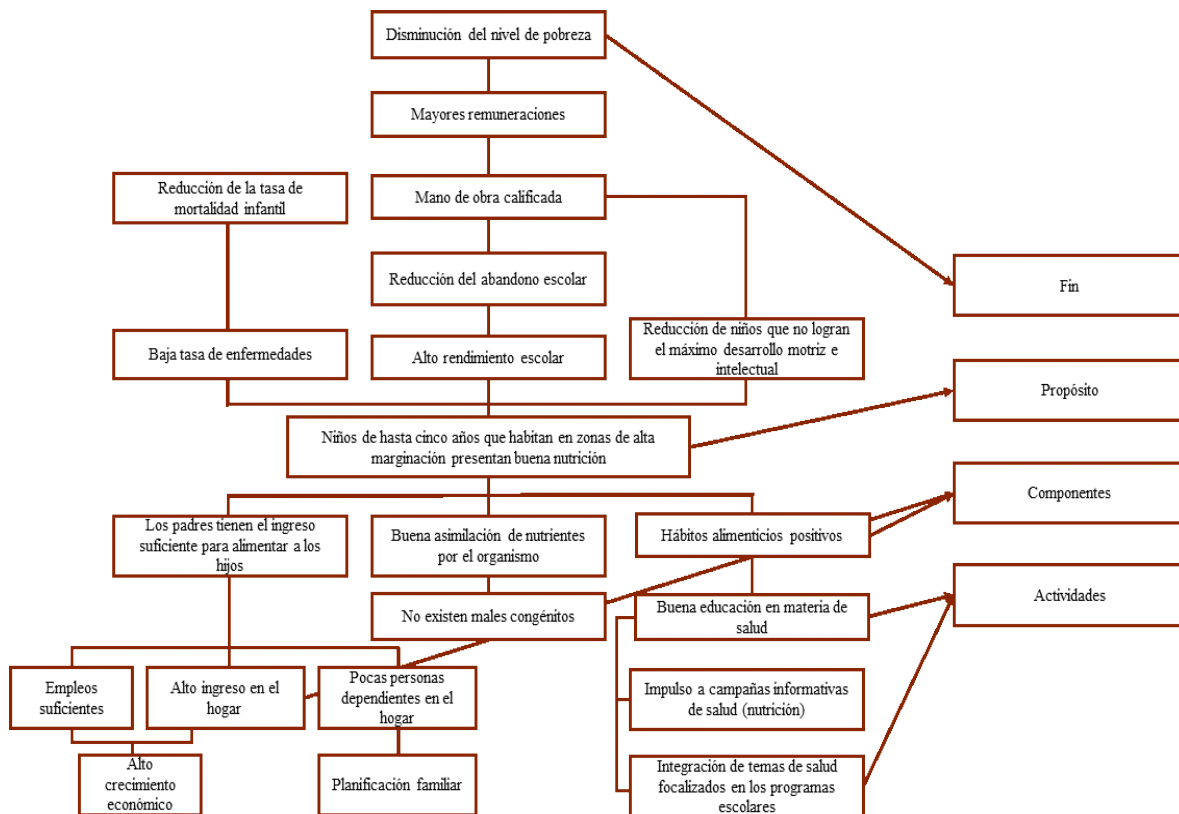 Disminución del nivel de pobreza
Mayores remuneraciones
Reducción de la tasa de
mortalidad infantil
Mano de obra calificada
Reducción del abandono escolar
Fin
Baja tasa de enfermedades
Alto rendimiento escolar
Reducción de niños que no logran
el máximo desarrollo motriz e
intelectual
Propósito
Niños de hasta cinco años que habitan en zonas de alta
marginación presentan buena nutrición
Componentes
Los padres tienen el ingreso
suficiente para alimentar a los
hijos
Buena asimilación de nutrientes
por el organismo
Hábitos alimenticios positivos
Actividades
No existen males congénitos
Buena educación en materia de
salud
Empleos
suficientes
Alto ingreso en el
hogar
Pocas personas
dependientes en el
hogar
Impulso a campañas informativas
de salud (nutrición)
Alto
crecimiento
económico
Planificación familiar
Integración de temas de salud
focalizados en los programas
escolares